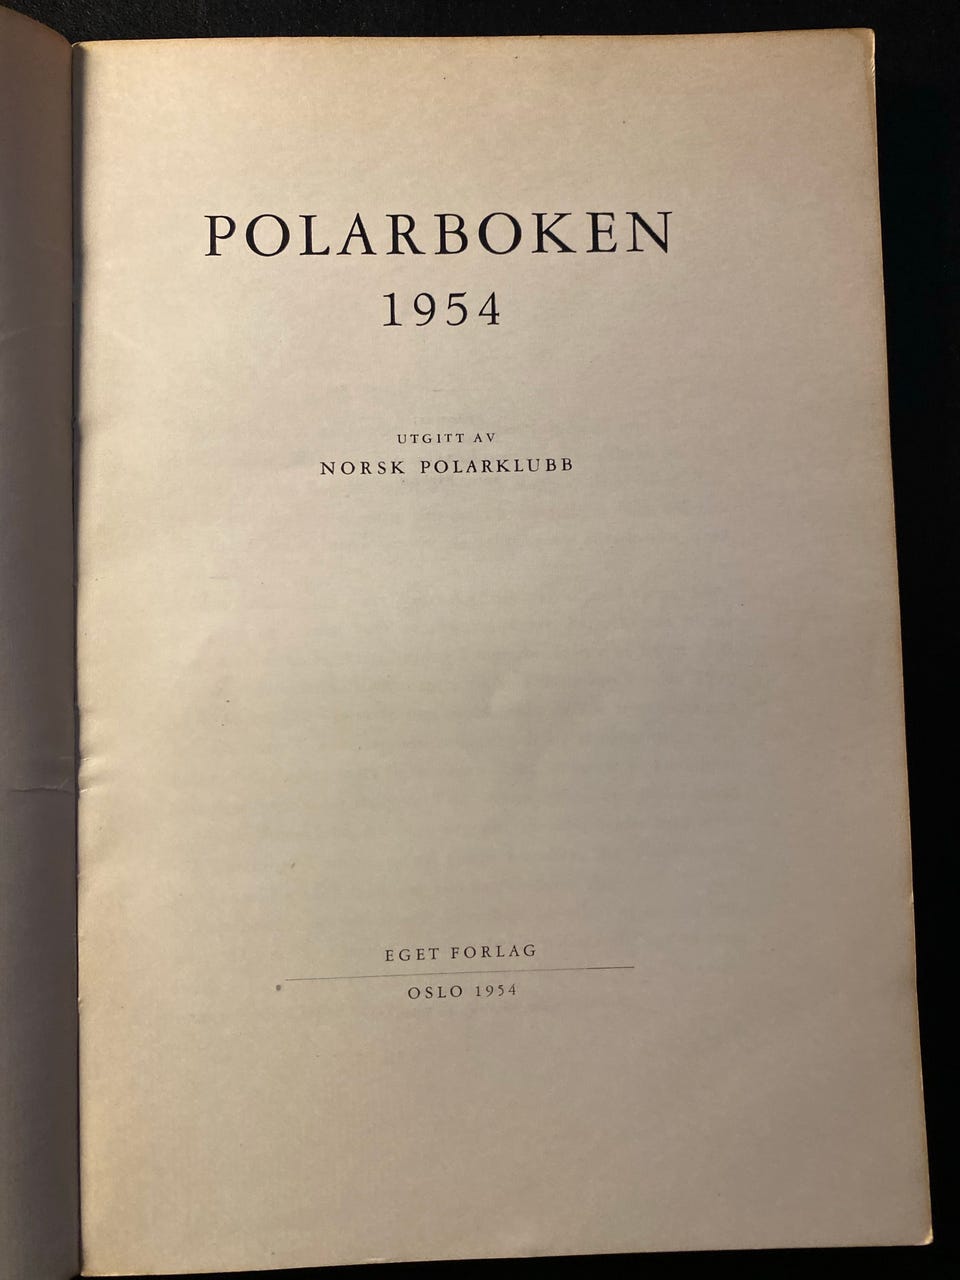 POLARBOKEN
1954
UTGITT AV
NORSK POLARKLUBB
EGET FORLAG
OSLO 1954